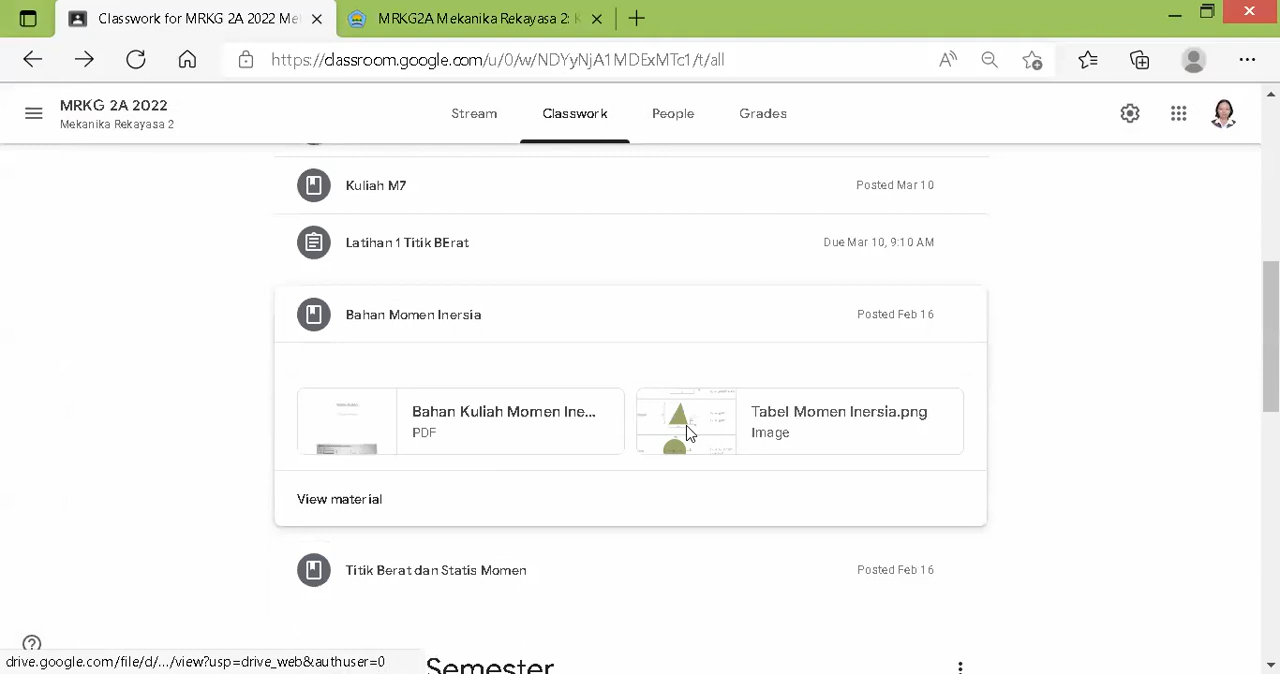 Classwork for MRKG 2A 2022 Me
MRKG2A Mekanika Rekayasa 2:
https://classroom.google.com/u/0/w/NDYyNjA1MDExMTc1/t/all
MRKG 2A 2022
Mekanika Rekayasa 2
Stream
Classwork
People
Grades
Kuliah M7
Posted Mar 10
Latihan 1 Titik BErat
Due Mar 10, 9:10 AM
Bahan Momen Inersia
Posted Feb 16
Bahan Kuliah Momen Ine...
PDF
Tabel Momen Inersia.png
Image
View material
Titik Berat dan Statis Momen
Posted Feb 16
Semester
drive.google.com/file/d/.../view?usp=drive_web&authuser=0